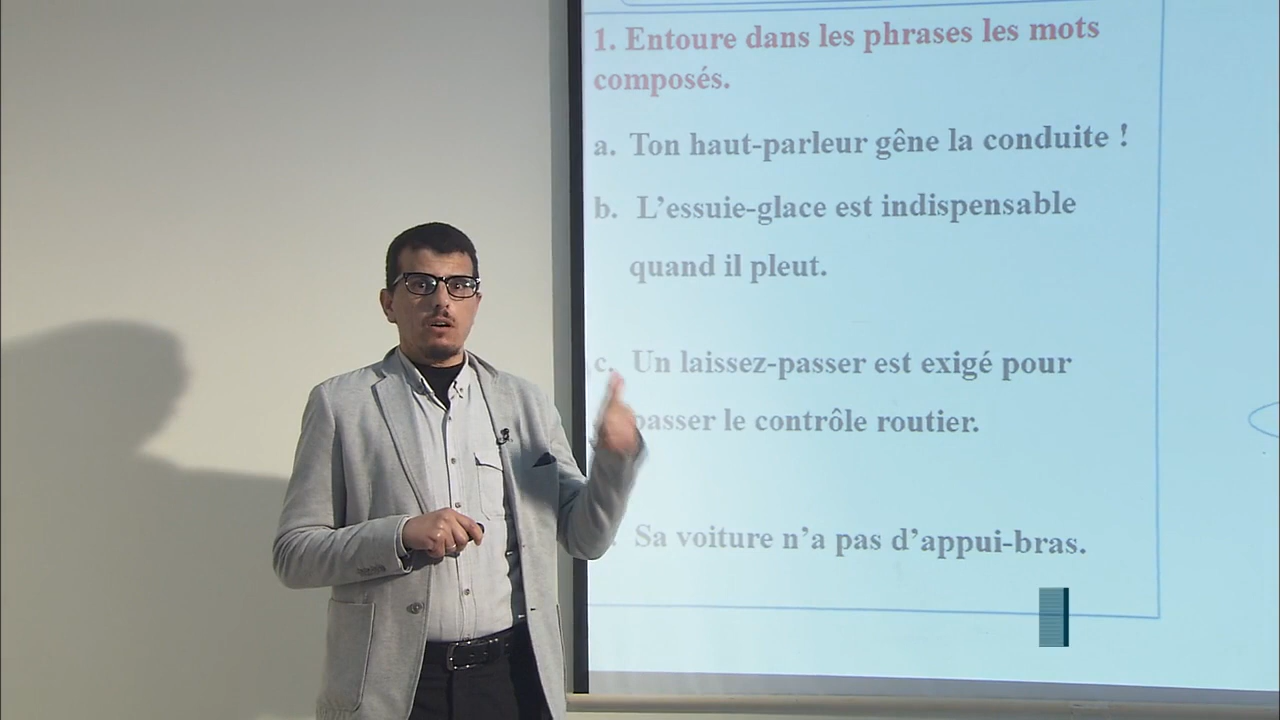 1. Entoure dans les phrases les mots
composés.
a. Ton haut-parleur gêne la conduite !
b. L’essuie-glace est indispensable
quand il pleut.
c. Un laissez-passer est exigé pour
passer le contrôle routier.
Sa voiture n’a pas d’appui-bras.